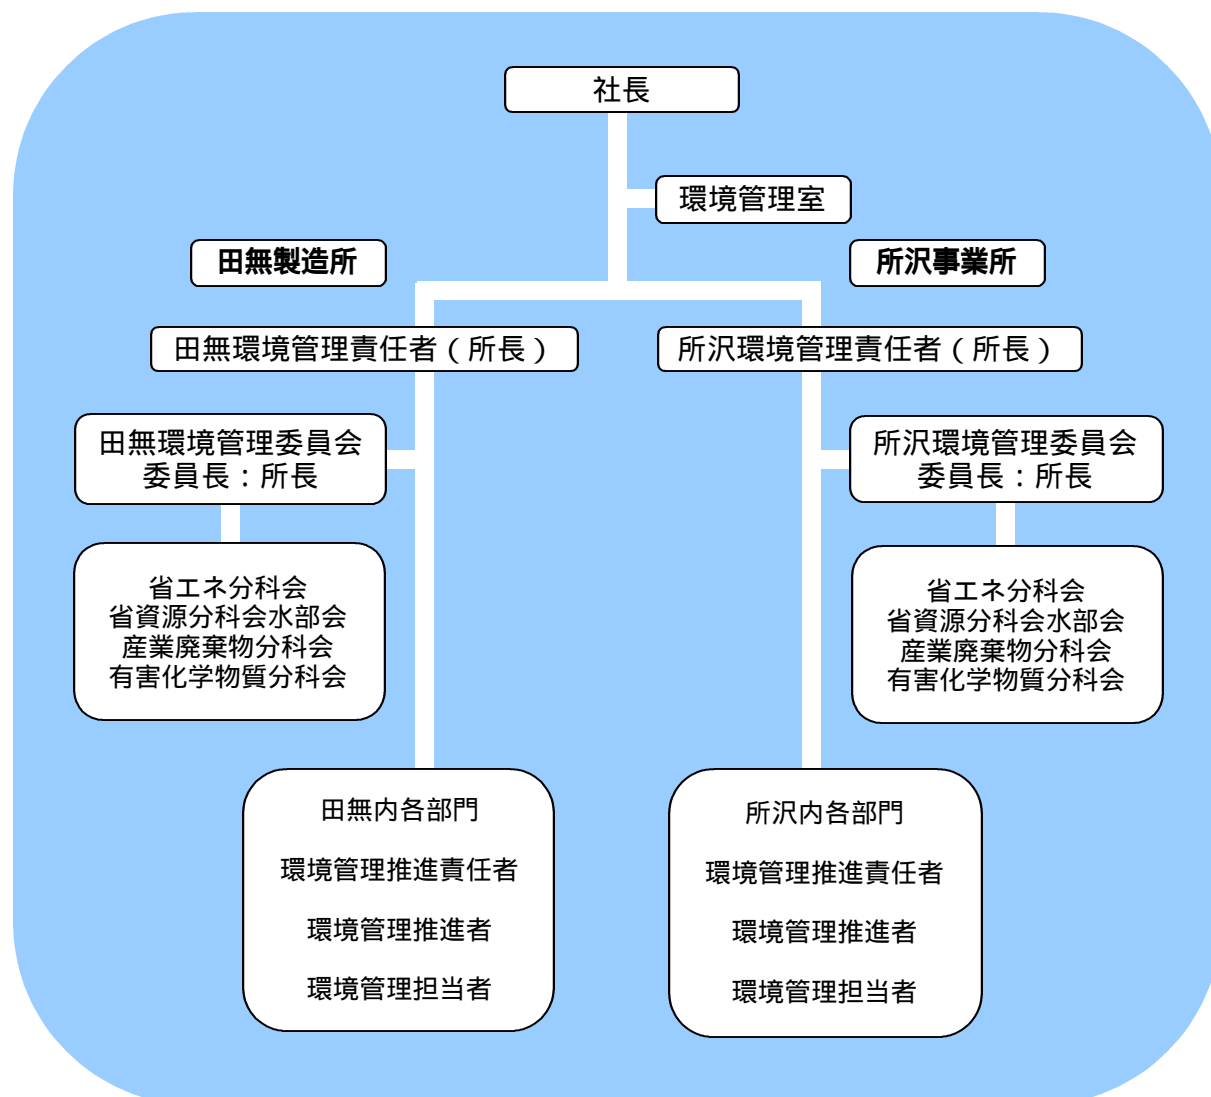 社長
環境管理室
田無製造所
所沢事業所
田無環境管理責任者（所長）
所沢環境管理責任者（所長）
田無環境管理委員会
委員長：所長
所沢環境管理委員会
委員長：所長
省エネ分科会
省資源分科会水部会
産業廃棄物分科会
有害化学物質分科会
省エネ分科会
省資源分科会水部会
産業廃棄物分科会
有害化学物質分科会
田無内各部門
環境管理推進責任者
環境管理推進者
環境管理担当者
所沢内各部門
環境管理推進責任者
環境管理推進者
環境管理担当者